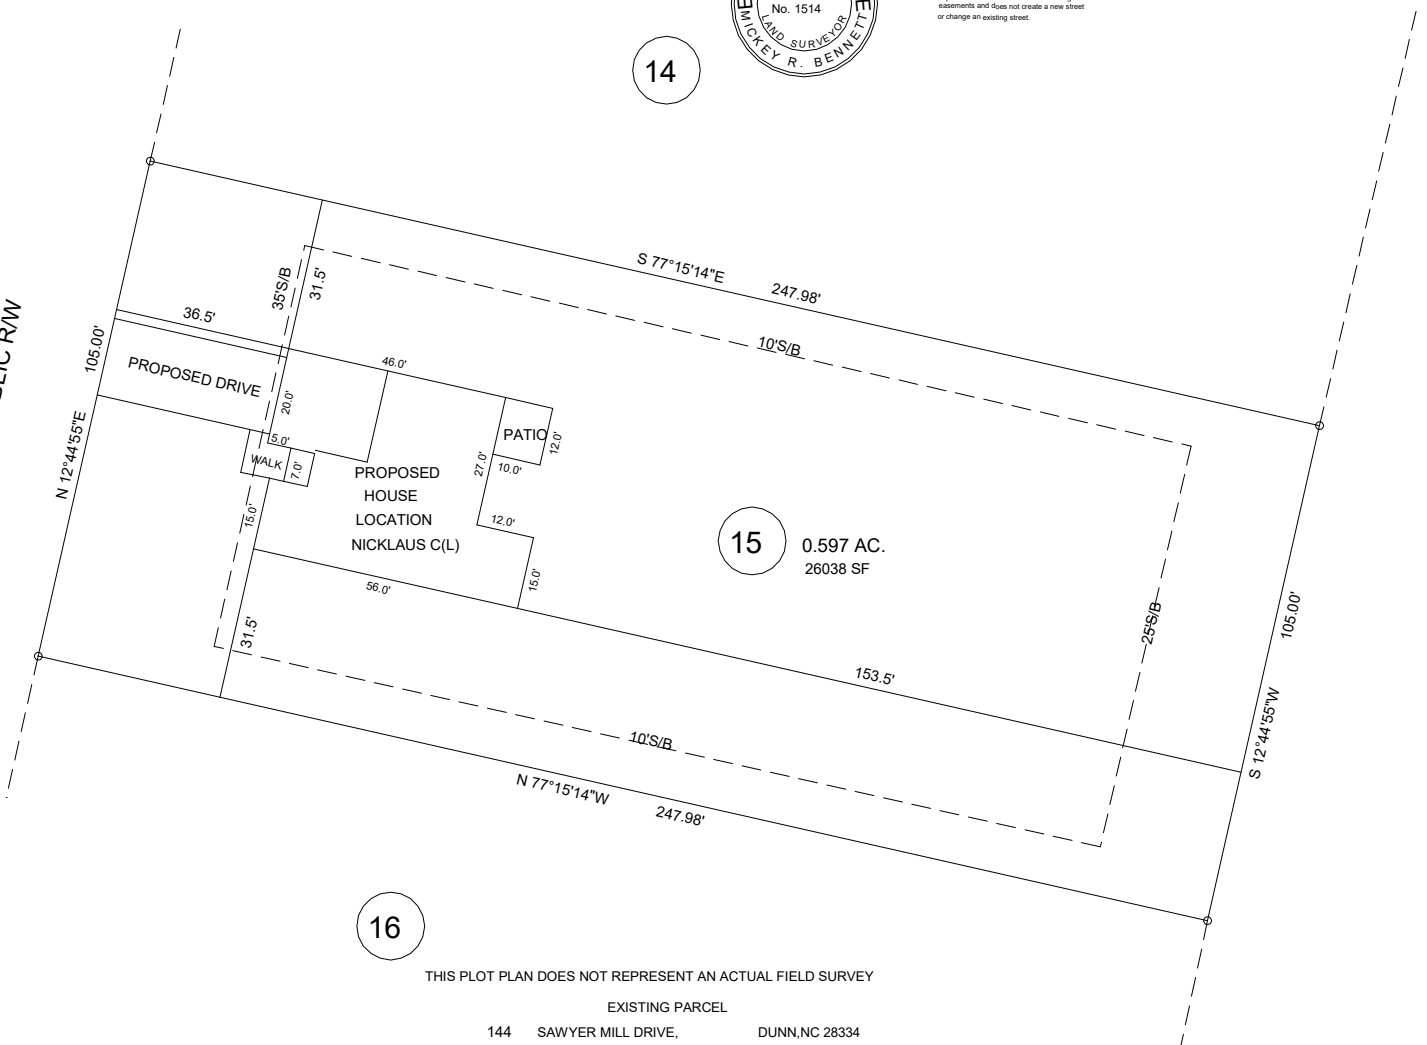 No. 1514
LAND SURVEYOR
MICKEY R. BENNETT
easements and does not create a new street
or change an existing street.
14
S 77°15'14"E
247.98'
35'S/B
31.5'
36.5'
10'S/B
105.00'
N 12°44'55"E
PROPOSED DRIVE
46.0'
20.0'
5.0'
WALK
7.0'
PATIO
12.0'
10.0'
27.0'
PROPOSED
HOUSE
LOCATION
NICKLAUS C(L)
12.0'
15.0'
15.0'
56.0'
31.5'
15
0.597 AC.
26038 SF
25'S/B
105.00'
S 12°44'55"W
153.5'
10'S/B
N 77°15'14"W
247.98'
R/W
16
THIS PLOT PLAN DOES NOT REPRESENT AN ACTUAL FIELD SURVEY
EXISTING PARCEL
144 SAWYER MILL DRIVE, DUNN,NC 28334